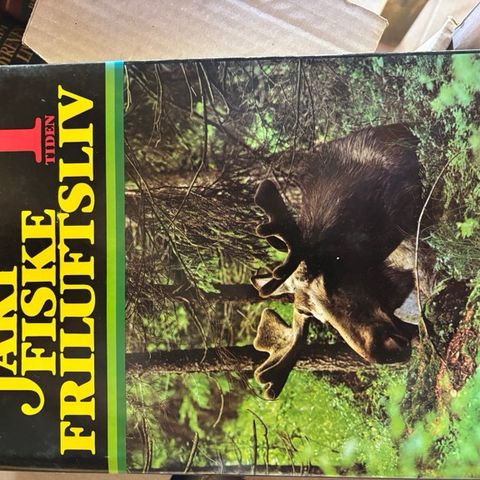 JAKT
FISKE
FRILUFTSLIV
1
TIDEN